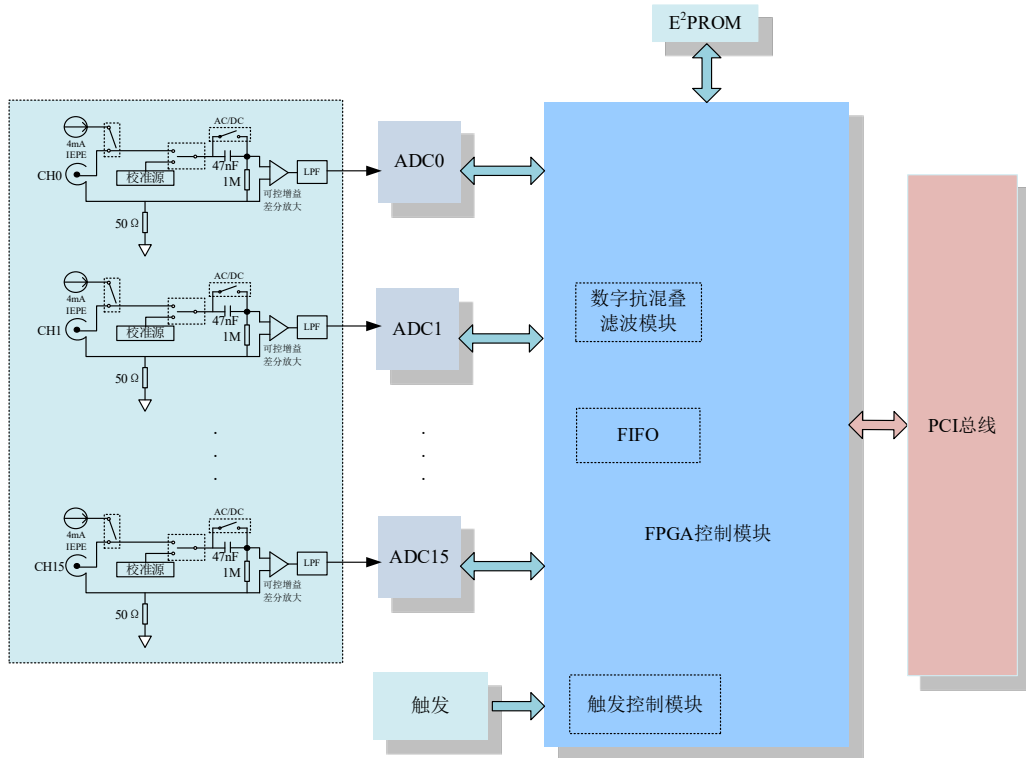 E²PROM
AC/DC
4mA
IEPE
CH0
校准源
47nF
1M
可控增益
差分放大
LPF
50 Ω
ADC0
AC/DC
4mA
IEPE
CH1
校准源
47nF
1M
可控增益
差分放大
LPF
50 Ω
ADC1
数字抗混叠
滤波模块
FIFO
PCI总线
FPGA控制模块
AC/DC
4mA
IEPE
CH15
校准源
47nF
1M
可控增益
差分放大
LPF
50 Ω
ADC15
触发
触发控制模块